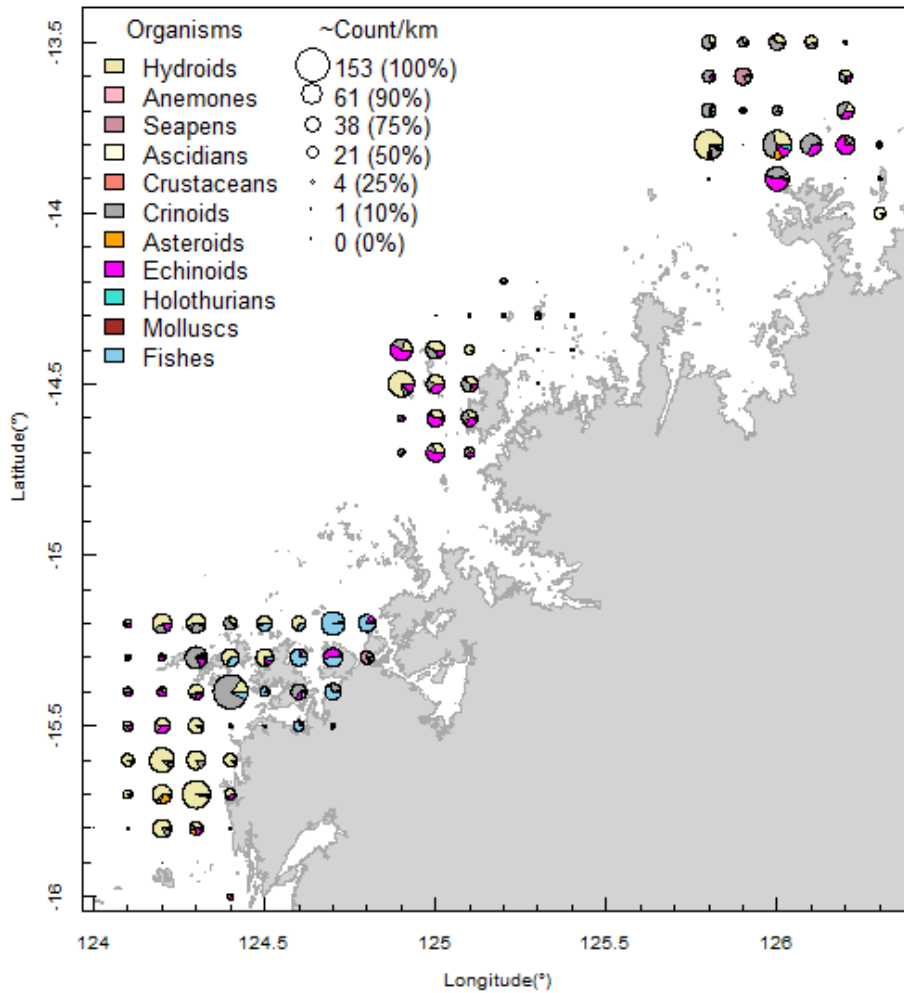 Organisms
~Count/km
Hydroids
Anemones
Seapens
Ascidians
Crustaceans
Crinoids
Asteroids
Echinoids
Holothurians
Molluscs
Fishes
153 (100%)
61 (90%)
38 (75%)
21 (50%)
4 (25%)
1 (10%)
0 (0%)
Latitude(°)
-13.5
-14
-14.5
-15
-15.5
-16
124
124.5
125
125.5
126
Longitude(°)